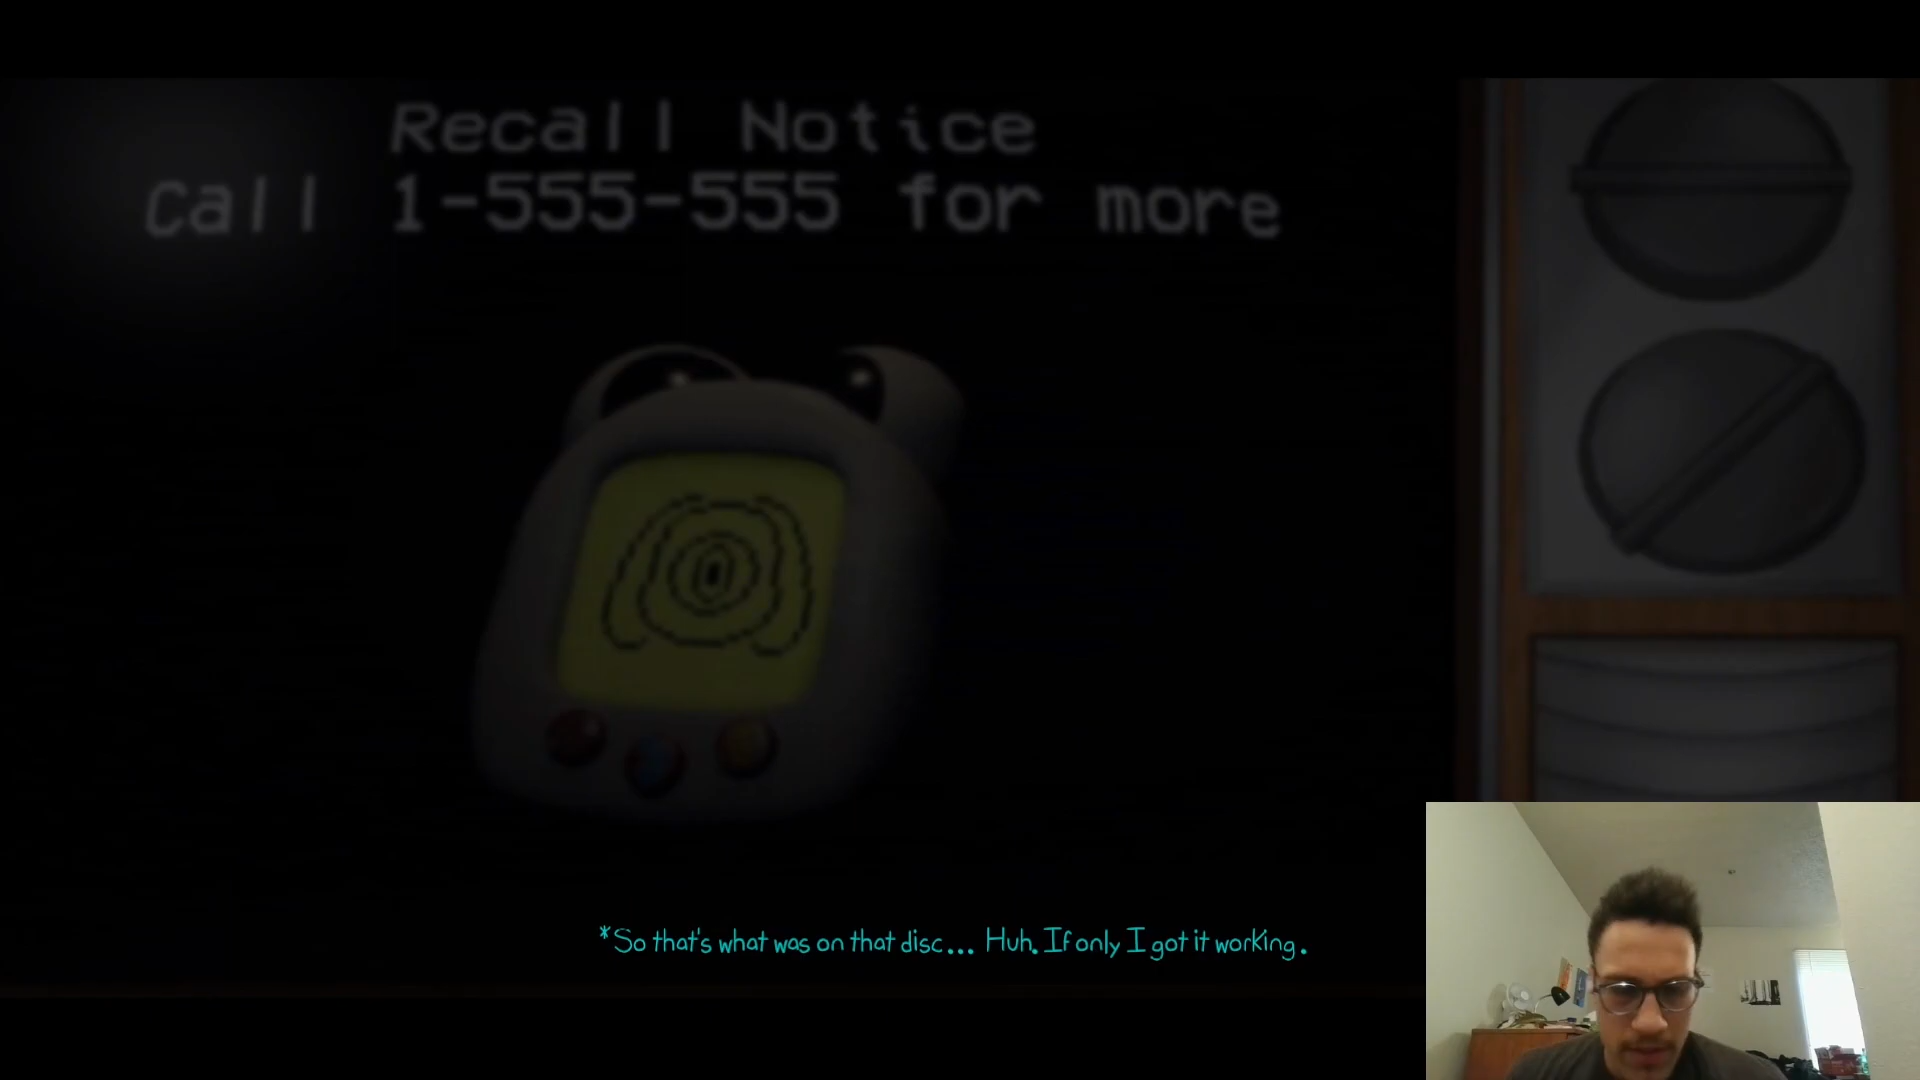 Recall Notice
Call 1-555-555 for more
*So that's what was on that disc... Huh. If only I got it working.